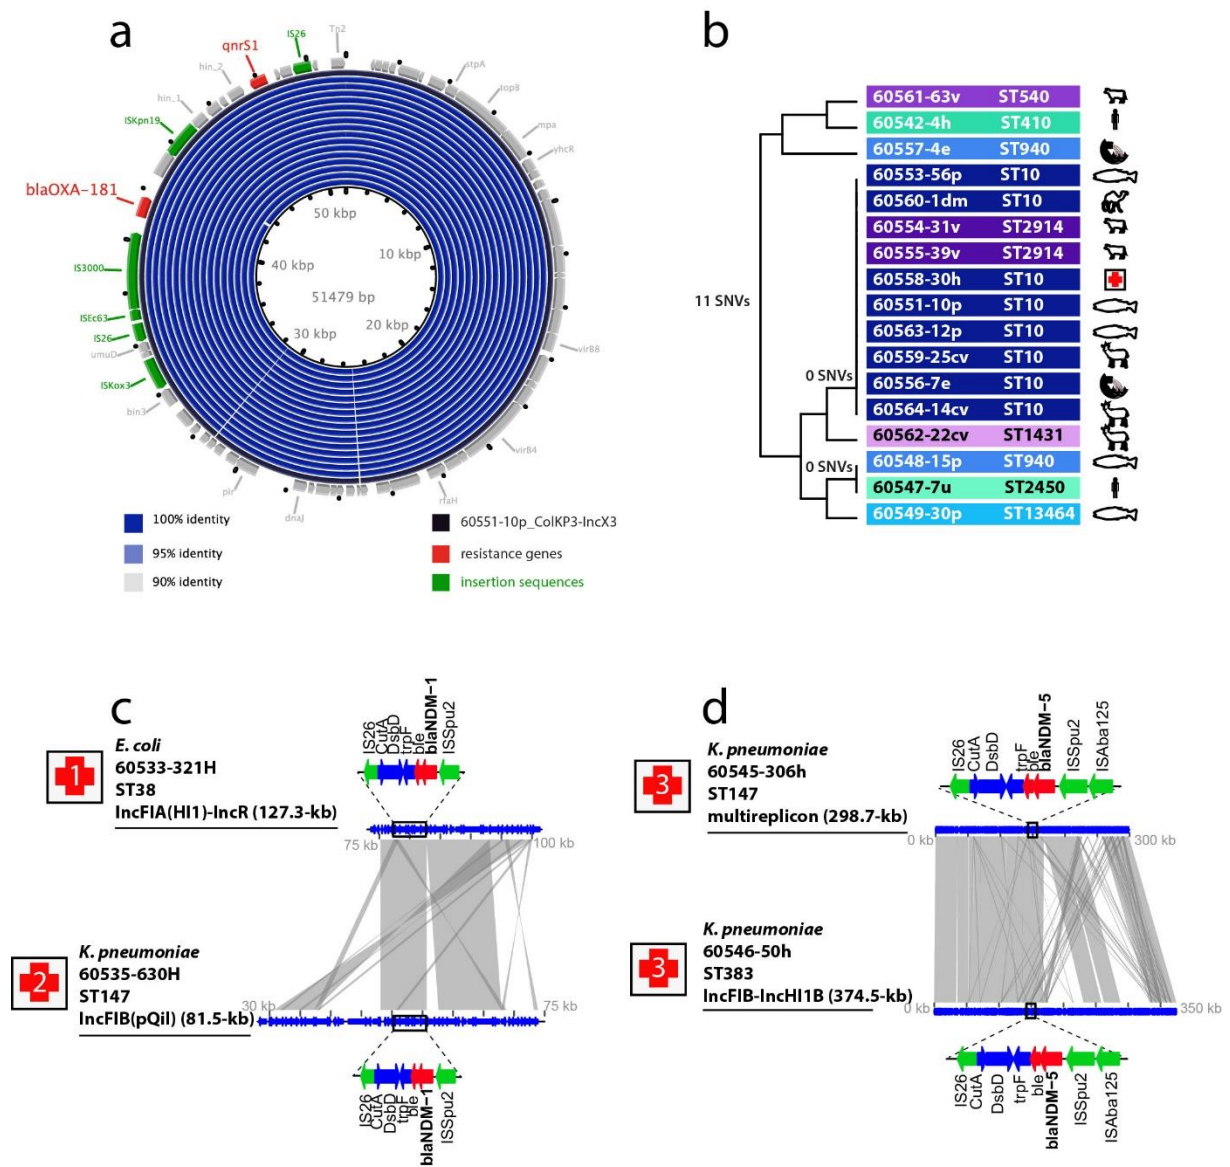 a
qnrS1
IS26
Tn2
stpA
topB
mpa
yhcR
virB8
virB4
rfaH
dnaJ
pir
bin3
ISKox3
umuD
IS26
ISEc63
IS3000
blaOXA-181
ISKpn19
hin_1
hin_2
50 kbp
10 kbp
40 kbp
51479 bp
30 kbp
20 kbp
100% identity
95% identity
90% identity
60551-10p_ColKP3-IncX3
resistance genes
insertion sequences
b
60561-63v ST540
60542-4h ST410
60557-4e ST940
60553-56p ST10
60560-1dm ST10
60554-31v ST2914
60555-39v ST2914
60558-30h ST10
60551-10p ST10
60563-12p ST10
60559-25cv ST10
60556-7e ST10
60564-14cv ST10
60562-22cv ST1431
60548-15p ST940
60547-7u ST2450
60549-30p ST13464
11 SNVs
0 SNVs
0 SNVs
c
1
E. coli
60533-321H
ST38
IncFIA(HI1)-IncR (127.3-kb)
IS26
CutA
DsbD
trpF
ble
blaNDM-1
ISSpu2
75 kb
100 kb
2
K. pneumoniae
60535-630H
ST147
IncFIB(pQil) (81.5-kb)
30 kb
75 kb
IS26
CutA
DsbD
trpF
ble
blaNDM-1
ISSpu2
d
3
K. pneumoniae
60545-306h
ST147
multireplicon (298.7-kb)
IS26
CutA
DsbD
trpF
ble
blaNDM-5
ISSpu2
ISAba125
0 kb
300 kb
3
K. pneumoniae
60546-50h
ST383
IncFIB-IncHI1B (374.5-kb)
0 kb
350 kb
IS26
CutA
DsbD
trpF
ble
blaNDM-5
ISSpu2
ISAba125